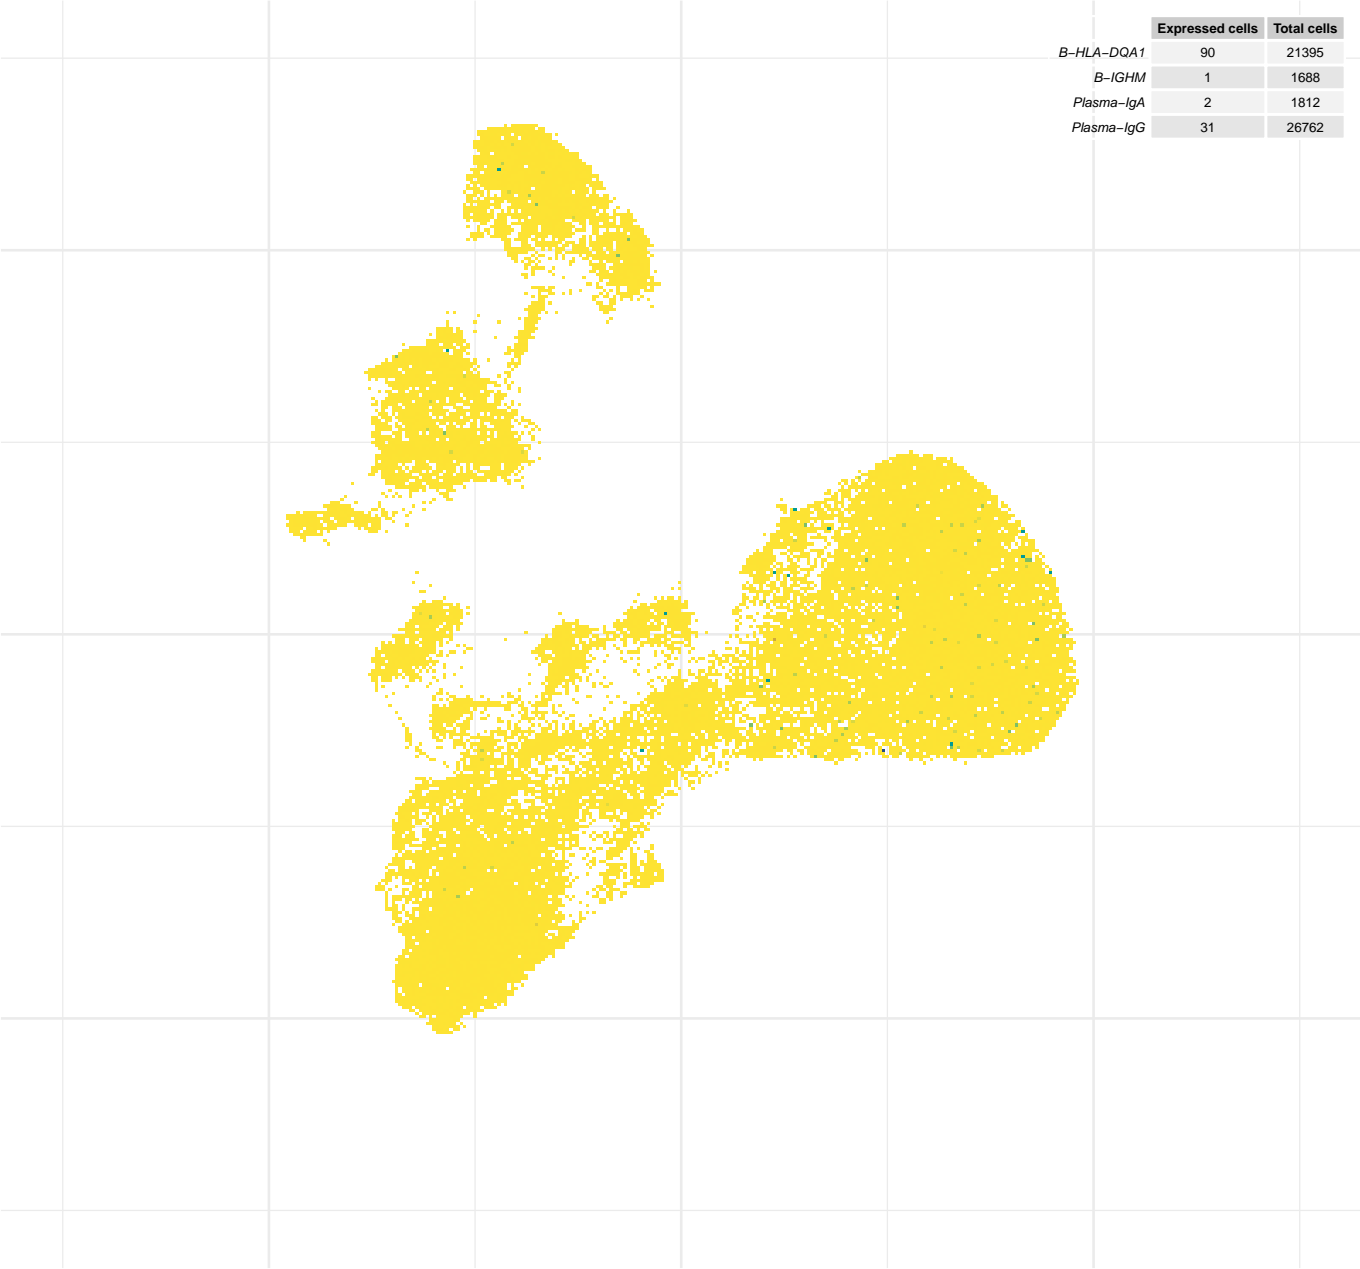 Expressed cells Total cells
B−HLA−DQA1 90 21395
B−IGHM 1 1688
Plasma−IgA 2 1812
Plasma−IgG 31 26762